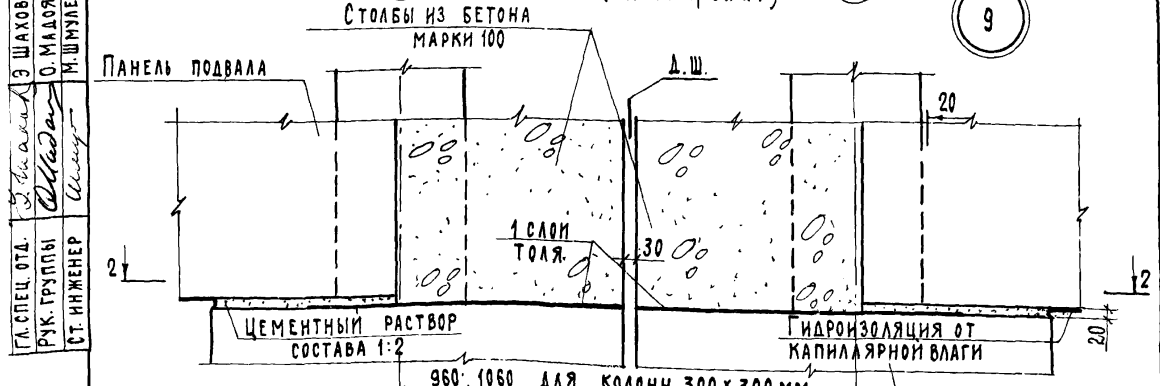 СТОЛБЫ ИЗ БЕТОНА
МАРКИ 100
9
ПАНЕЛЬ ПОДВАЛА
Д.Ш.
20
1 СЛОЙ
ТОЛЯ.
30
2
2
ЦЕМЕНТНЫЙ РАСТВОР
СОСТАВА 1:2
ГИДРОИЗОЛЯЦИЯ ОТ
КАПИЛЛЯРНОЙ ВЛАГИ
20
960; 1060 ДЛЯ КОЛОНН 300х300 ММ
ГЛ. СПЕЦ. ОТД.
Э ШАХОВ
РУК. ГРУППЫ
О. МАДОЯ
СТ. ИНЖЕНЕР
М. ШМУЛЕ